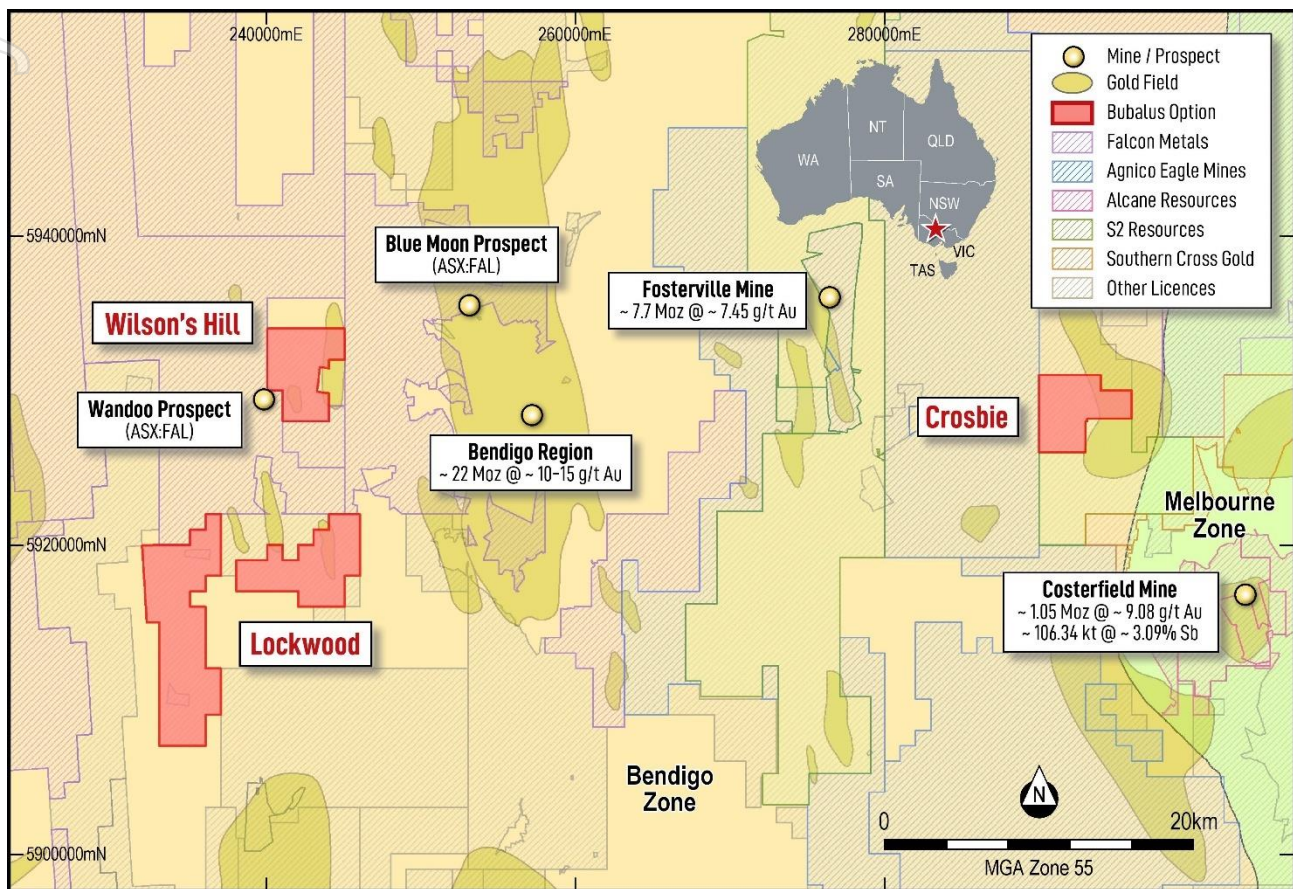 240000mE
260000mE
280000mE
Mine / Prospect
Gold Field
Bubalus Option
Falcon Metals
Agnico Eagle Mines
Alcane Resources
S2 Resources
Southern Cross Gold
Other Licences
NT
QLD
WA
SA
NSW
VIC
TAS
5940000mN
Blue Moon Prospect
(ASX:FAL)
Fosterville Mine
~ 7.7 Moz @ ~ 7.45 g/t Au
Wilson's Hill
Wandoo Prospect
(ASX:FAL)
Bendigo Region
~ 22 Moz @ ~ 10-15 g/t Au
Crosbie
Melbourne
Zone
5920000mN
Lockwood
Costerfield Mine
~ 1.05 Moz @ ~ 9.08 g/t Au
~ 106.34 kt @ ~ 3.09% Sb
Bendigo
Zone
N
0
20km
MGA Zone 55
5900000mN